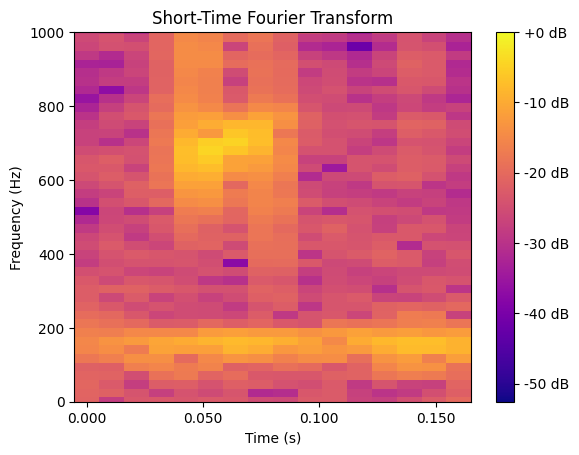 Short-Time Fourier Transform
1000
800
600
400
200
0
Frequency (Hz)
0.000
0.050
0.100
0.150
Time (s)
+0 dB
-10 dB
-20 dB
-30 dB
-40 dB
-50 dB